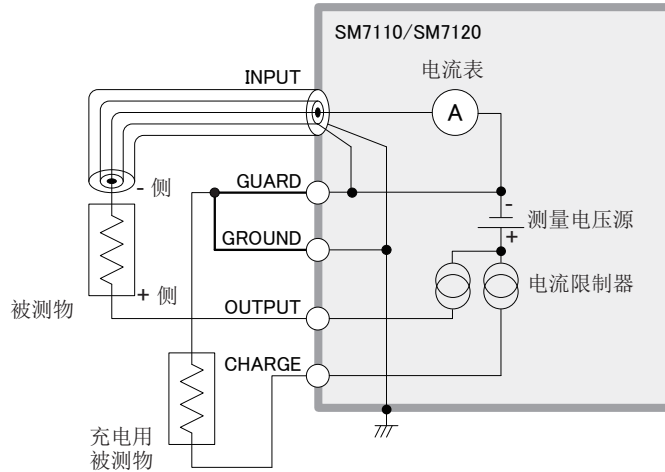 SM7110/SM7120
电流表
INPUT
A
- 侧
GUARD
-
测量电压源
+
GROUND
电流限制器
+ 侧
被测物
OUTPUT
CHARGE
充电用
被测物